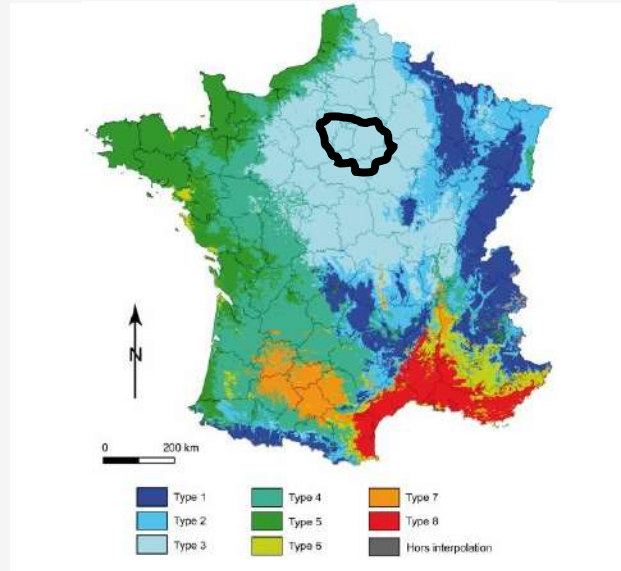 N
0 200 km
Type 1 Type 4 Type 7
Type 2 Type 5 Type 8
Type 3 Type 6 Hors interpolation